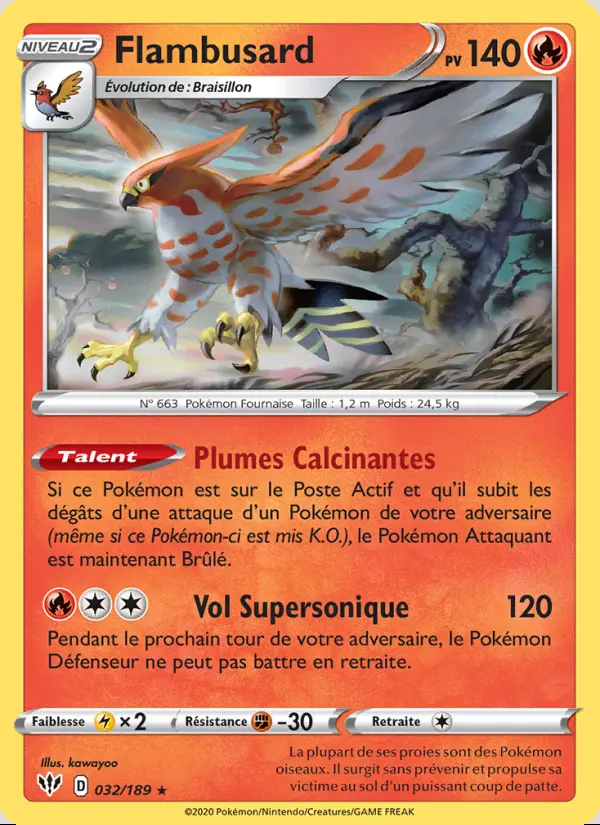 NIVEAU2
Flambusard
PV 140
Évolution de : Braisillon
N° 663 Pokémon Fournaise Taille : 1,2 m Poids : 24,5 kg
Talent Plumes Calcinantes
Si ce Pokémon est sur le Poste Actif et qu'il subit les
dégâts d'une attaque d'un Pokémon de votre adversaire
(même si ce Pokémon-ci est mis K.O.), le Pokémon Attaquant
est maintenant Brûlé.
Vol Supersonique 120
Pendant le prochain tour de votre adversaire, le Pokémon
Défenseur ne peut pas battre en retraite.
Faiblesse ×2 Résistance -30 Retraite
Illus. kawayoo
D 032/189 ★
La plupart de ses proies sont des Pokémon
oiseaux. Il surgit sans prévenir et propulse sa
victime au sol d'un puissant coup de patte.
©2020 Pokémon/Nintendo/Creatures/GAME FREAK